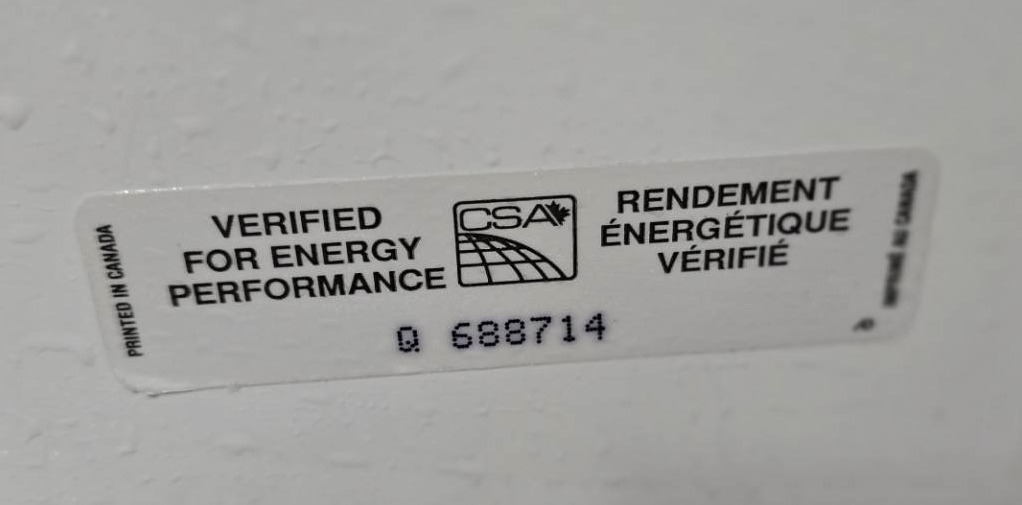 PRINTED IN CANADA
VERIFIED
FOR ENERGY
PERFORMANCE
CSA
RENDEMENT
ÉNERGÉTIQUE
VÉRIFIÉ
IMPRIMÉ AU CANADA
Q 688714